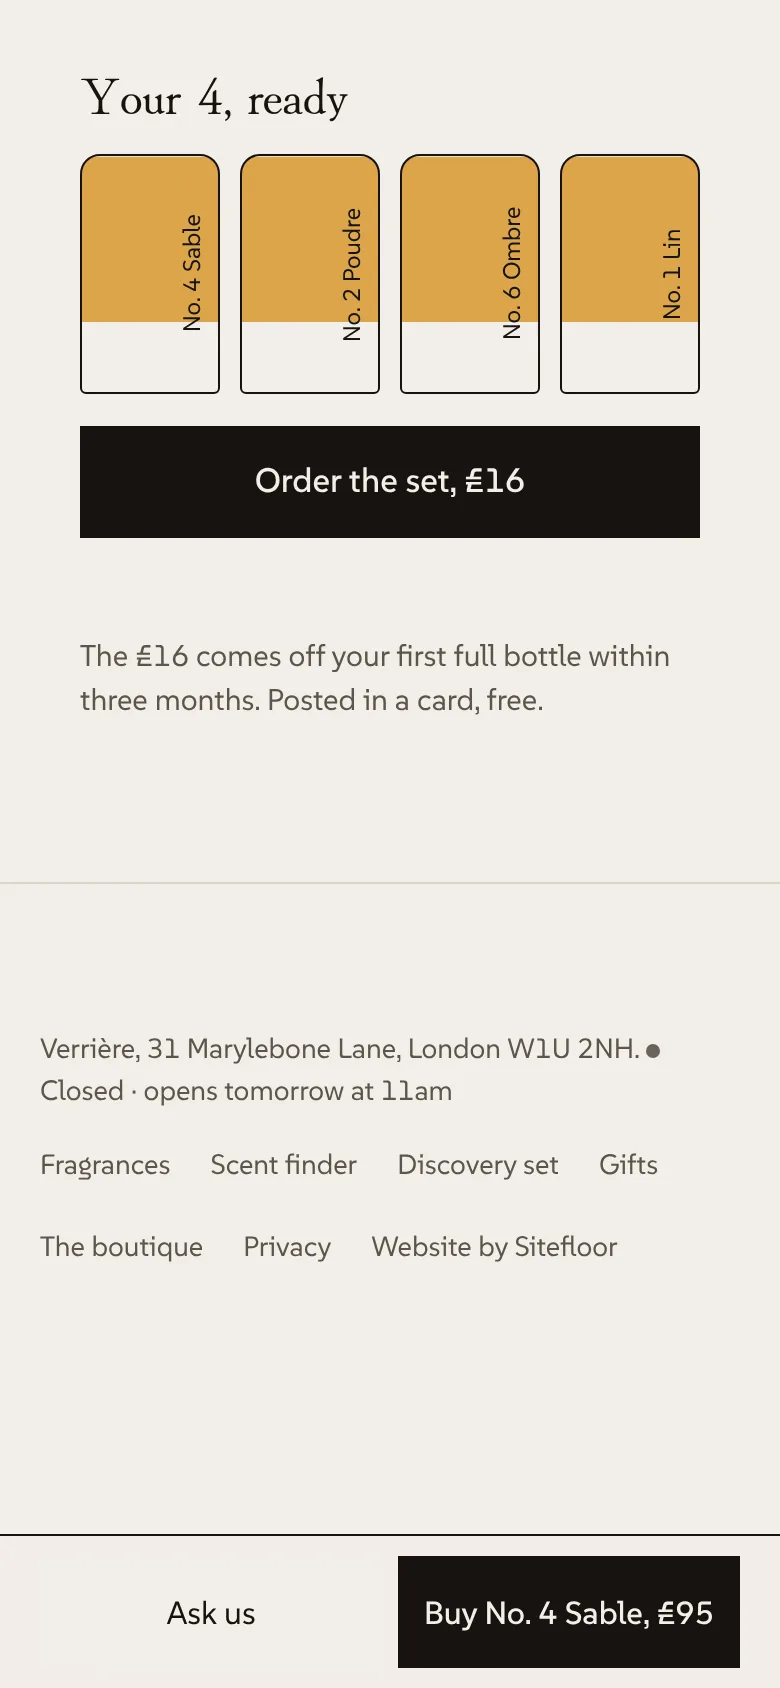 Your 4, ready
No. 4 Sable
No. 2 Poudre
No. 6 Ombre
No. 1 Lin
Order the set, £16
The £16 comes off your first full bottle within
three months. Posted in a card, free.
Verrière, 31 Marylebone Lane, London W1U 2NH. ●
Closed · opens tomorrow at 11am
Fragrances Scent finder Discovery set Gifts
The boutique Privacy Website by Sitefloor
Ask us
Buy No. 4 Sable, £95